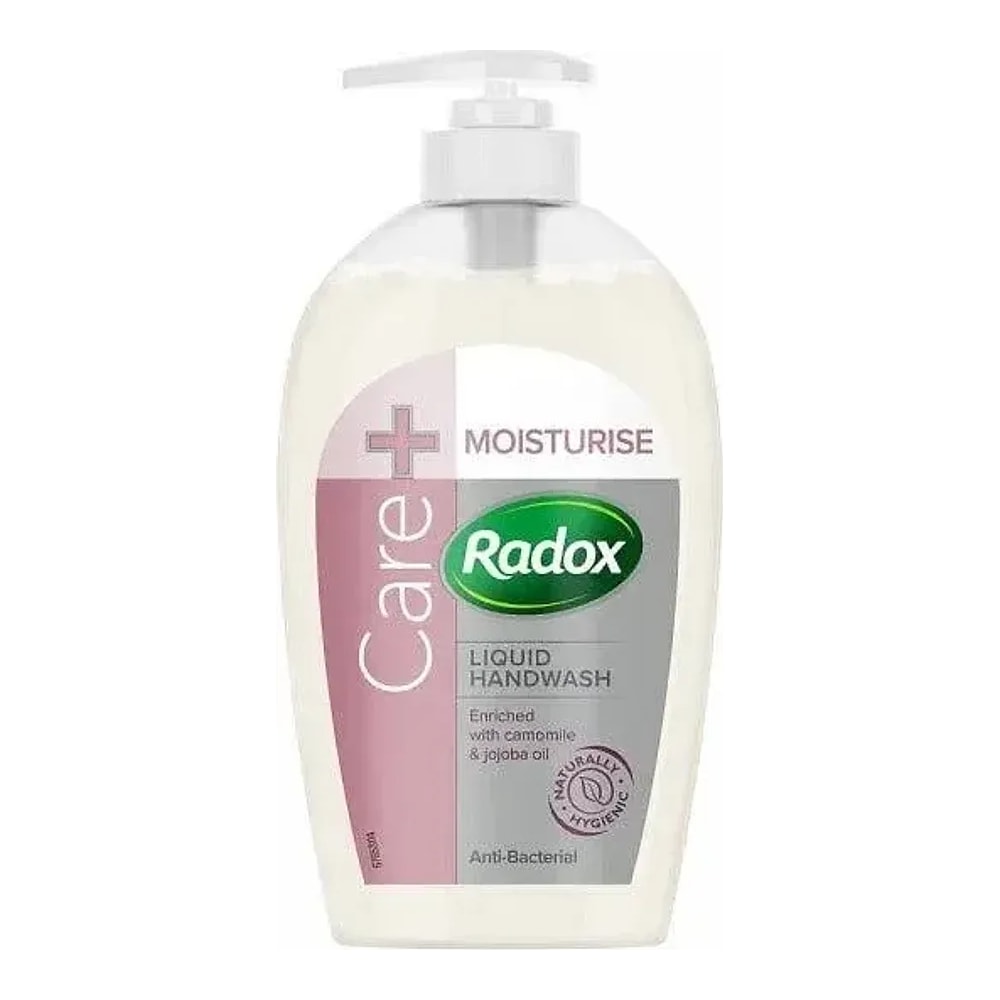 Care+
MOISTURISE
Radox
LIQUID
HANDWASH
Enriched
with camomile
& jojoba oil
NATURALLY
HYGIENIC
Anti-Bacterial